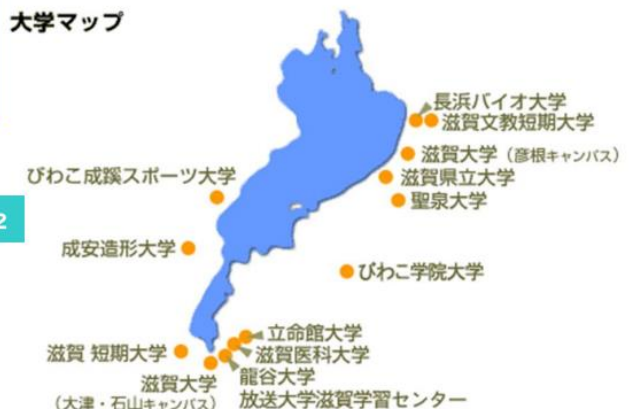 大学マップ
長浜バイオ大学
滋賀文教短期大学
滋賀大学（彦根キャンパス）
びわこ成蹊スポーツ大学
滋賀県立大学
2
聖泉大学
成安造形大学
びわこ学院大学
立命館大学
滋賀 短期大学
滋賀医科大学
滋賀大学
龍谷大学
（大津・石山キャンパス）
放送大学滋賀学習センター